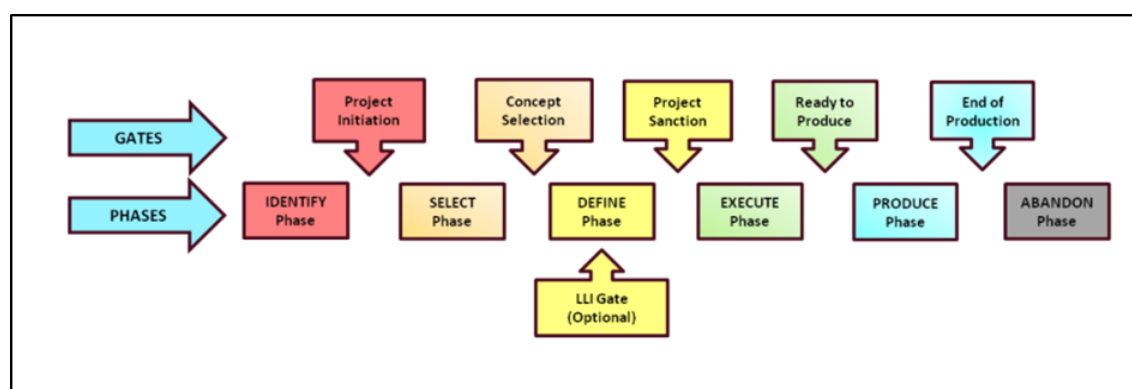 Project
Initiation
Concept
Selection
Project
Sanction
Ready to
Produce
End of
Production
GATES
PHASES
IDENTIFY
Phase
SELECT
Phase
DEFINE
Phase
EXECUTE
Phase
PRODUCE
Phase
ABANDON
Phase
LLI Gate
(Optional)